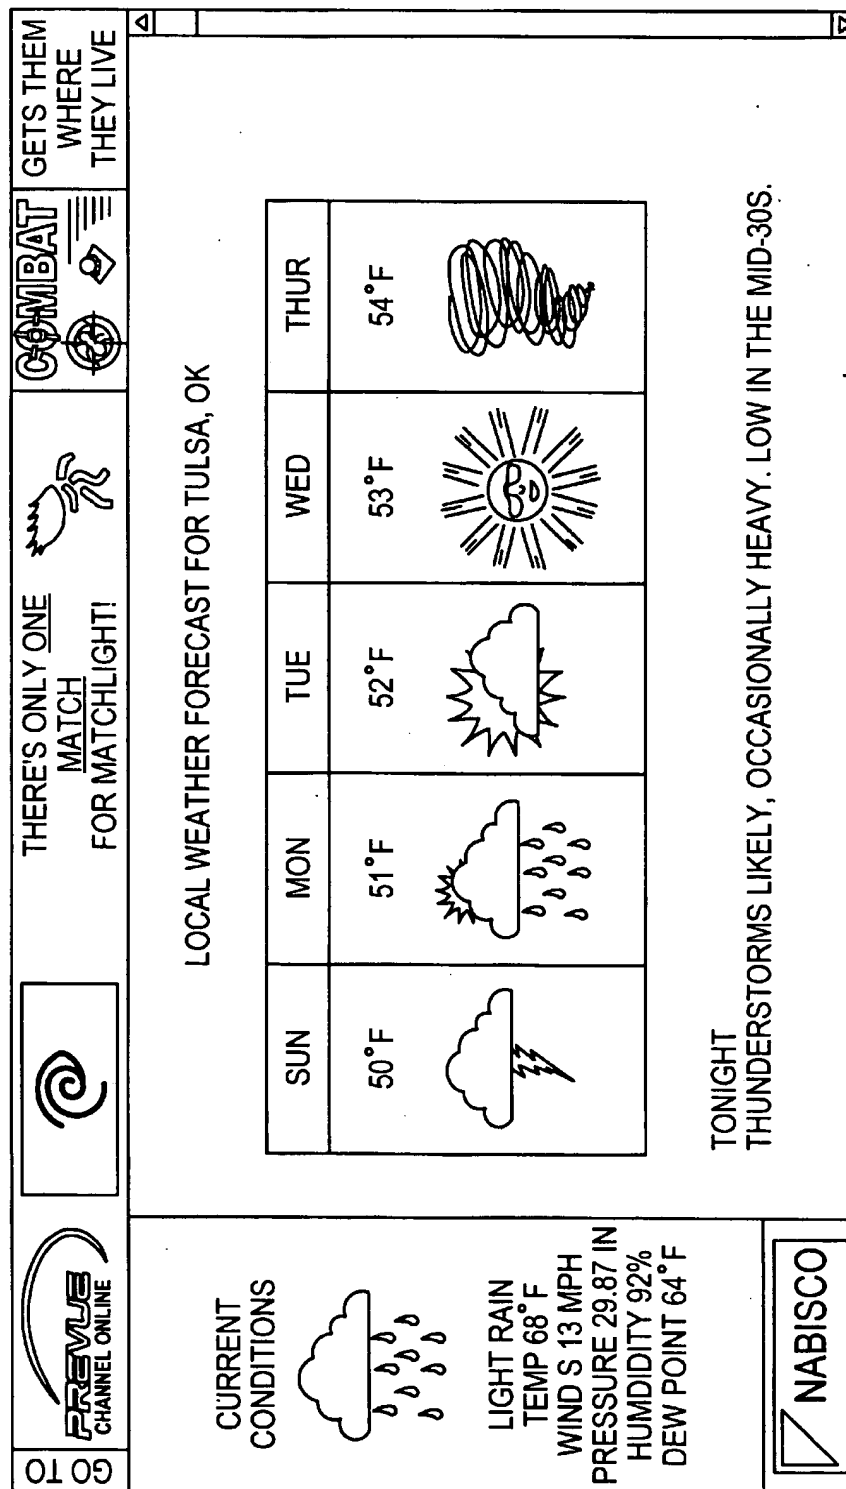 GO TO
PREVUE
CHANNEL ONLINE
THERE'S ONLY ONE
MATCH
FOR MATCHLIGHT!
COMBAT
GETS THEM
WHERE
THEY LIVE
CURRENT
CONDITIONS
LIGHT RAIN
TEMP 68°F
WIND S 13 MPH
PRESSURE 29.87 IN
HUMDIDITY 92%
DEW POINT 64°F
NABISCO
LOCAL WEATHER FORECAST FOR TULSA, OK
SUN MON TUE WED THUR
50°F 51°F 52°F 53°F 54°F
TONIGHT
THUNDERSTORMS LIKELY, OCCASIONALLY HEAVY. LOW IN THE MID-30S.